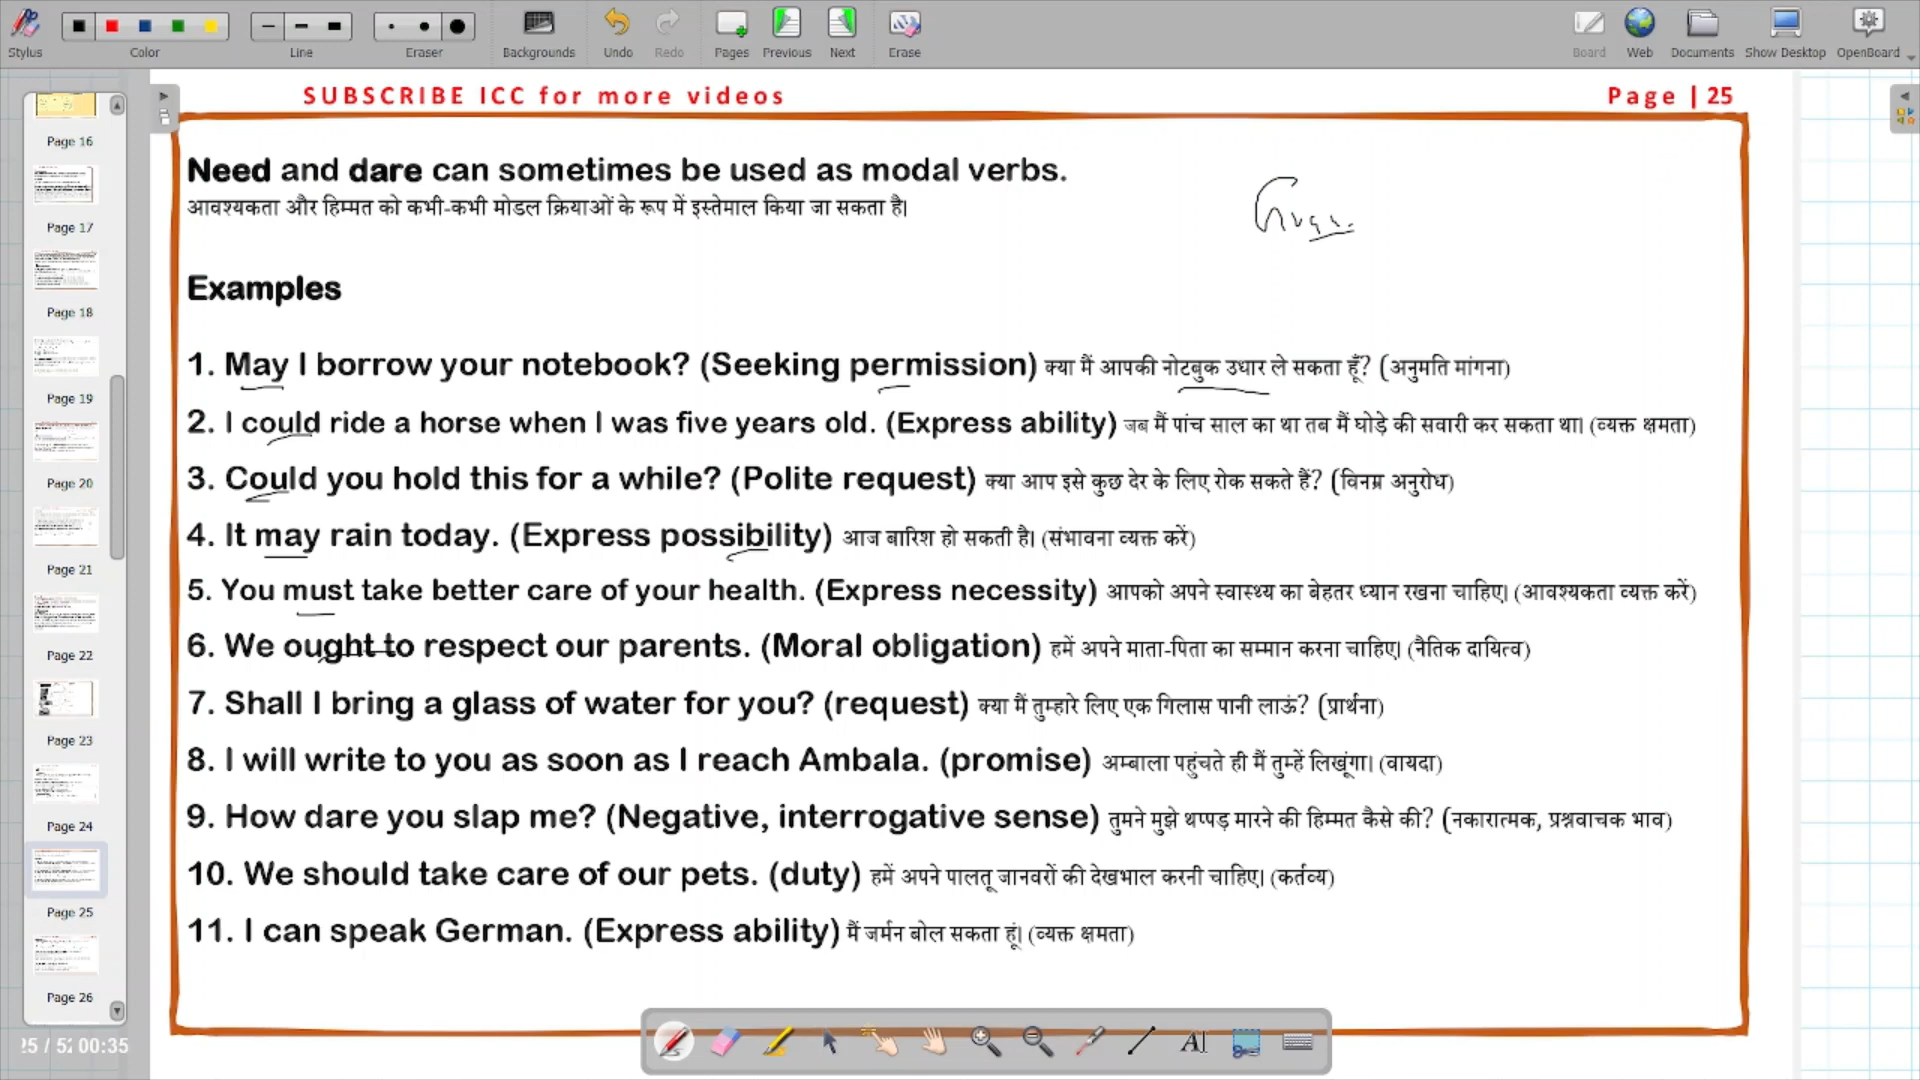 Stylus Color Line Eraser Backgrounds Undo Redo Pages Previous Next Erase Board Web Documents Show Desktop OpenBoard
SUBSCRIBE ICC for more videos Page | 25
Need and dare can sometimes be used as modal verbs.
आवश्यकता और हिम्मत को कभी-कभी मोडल क्रियाओं के रूप में इस्तेमाल किया जा सकता है।
Examples
1. May I borrow your notebook? (Seeking permission) क्या मैं आपकी नोटबुक उधार ले सकता हूँ? (अनुमति मांगना)
2. I could ride a horse when I was five years old. (Express ability) जब मैं पांच साल का था तब मैं घोड़े की सवारी कर सकता था। (व्यक्त क्षमता)
3. Could you hold this for a while? (Polite request) क्या आप इसे कुछ देर के लिए रोक सकते हैं? (विनम्र अनुरोध)
4. It may rain today. (Express possibility) आज बारिश हो सकती है। (संभावना व्यक्त करें)
5. You must take better care of your health. (Express necessity) आपको अपने स्वास्थ्य का बेहतर ध्यान रखना चाहिए। (आवश्यकता व्यक्त करें)
6. We ought to respect our parents. (Moral obligation) हमें अपने माता-पिता का सम्मान करना चाहिए। (नैतिक दायित्व)
7. Shall I bring a glass of water for you? (request) क्या मैं तुम्हारे लिए एक गिलास पानी लाऊं? (प्रार्थना)
8. I will write to you as soon as I reach Ambala. (promise) अम्बाला पहुंचते ही मैं तुम्हें लिखूंगा। (वायदा)
9. How dare you slap me? (Negative, interrogative sense) तुमने मुझे थप्पड़ मारने की हिम्मत कैसे की? (नकारात्मक, प्रश्नवाचक भाव)
10. We should take care of our pets. (duty) हमें अपने पालतू जानवरों की देखभाल करनी चाहिए। (कर्तव्य)
11. I can speak German. (Express ability) मैं जर्मन बोल सकता हूं। (व्यक्त क्षमता)
Page 16
Page 17
Page 18
Page 19
Page 20
Page 21
Page 22
Page 23
Page 24
Page 25
Page 26
00:35